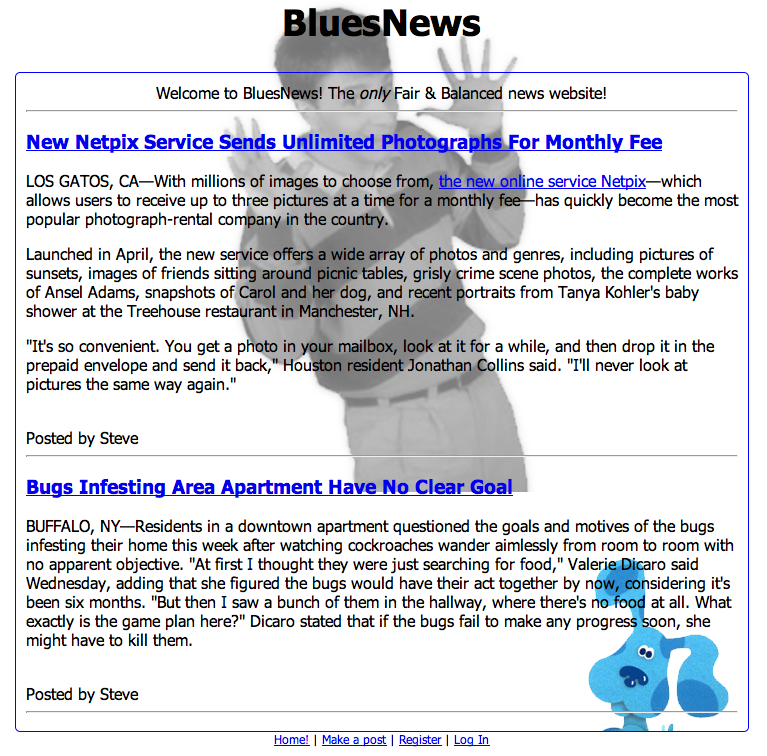 BluesNews
Welcome to BluesNews! The only Fair & Balanced news website!
New Netpix Service Sends Unlimited Photographs For Monthly Fee
LOS GATOS, CA—With millions of images to choose from, the new online service Netpix—which
allows users to receive up to three pictures at a time for a monthly fee—has quickly become the most
popular photograph-rental company in the country.
Launched in April, the new service offers a wide array of photos and genres, including pictures of
sunsets, images of friends sitting around picnic tables, grisly crime scene photos, the complete works
of Ansel Adams, snapshots of Carol and her dog, and recent portraits from Tanya Kohler's baby
shower at the Treehouse restaurant in Manchester, NH.
"It's so convenient. You get a photo in your mailbox, look at it for a while, and then drop it in the
prepaid envelope and send it back," Houston resident Jonathan Collins said. "I'll never look at
pictures the same way again."
Posted by Steve
Bugs Infesting Area Apartment Have No Clear Goal
BUFFALO, NY—Residents in a downtown apartment questioned the goals and motives of the bugs
infesting their home this week after watching cockroaches wander aimlessly from room to room with
no apparent objective. "At first I thought they were just searching for food," Valerie Dicaro said
Wednesday, adding that she figured the bugs would have their act together by now, considering it's
been six months. "But then I saw a bunch of them in the hallway, where there's no food at all. What
exactly is the game plan here?" Dicaro stated that if the bugs fail to make any progress soon, she
might have to kill them.
Posted by Steve
Home! | Make a post | Register | Log In